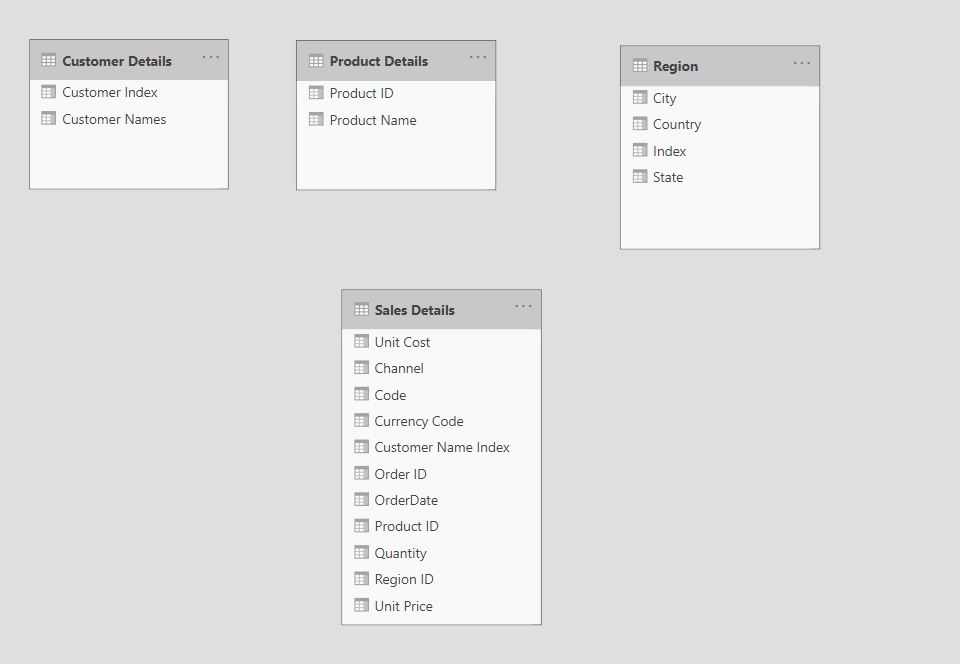 Customer Details
Customer Index
Customer Names
Product Details
Product ID
Product Name
Region
City
Country
Index
State
Sales Details
Unit Cost
Channel
Code
Currency Code
Customer Name Index
Order ID
OrderDate
Product ID
Quantity
Region ID
Unit Price